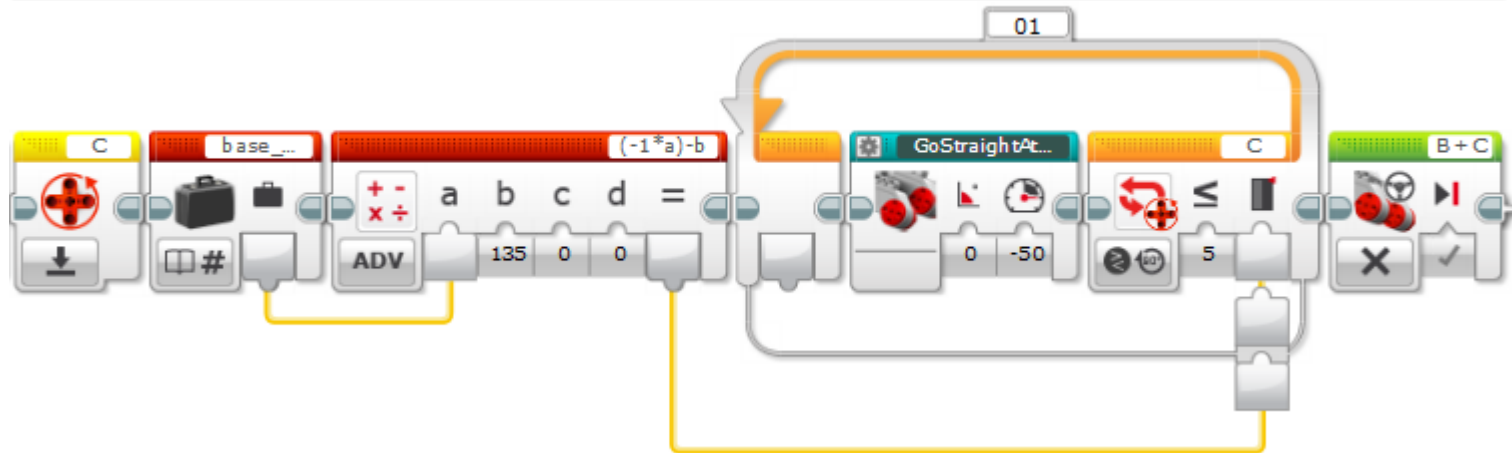 01
C
base_...
(-1*a)-b
GoStraightAt...
C
B + C
+ -
x ÷
a b c d =
≤
#
ADV
135 0 0
0 -50
5